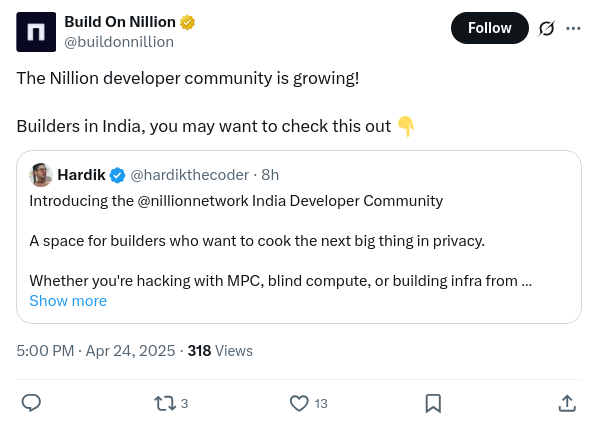 Build On Nillion
@buildonnillion
Follow
The Nillion developer community is growing!
Builders in India, you may want to check this out 👇
Hardik @hardikthecoder · 8h
Introducing the @nillionnetwork India Developer Community
A space for builders who want to cook the next big thing in privacy.
Whether you're hacking with MPC, blind compute, or building infra from ...
Show more
5:00 PM · Apr 24, 2025 · 318 Views
3
13